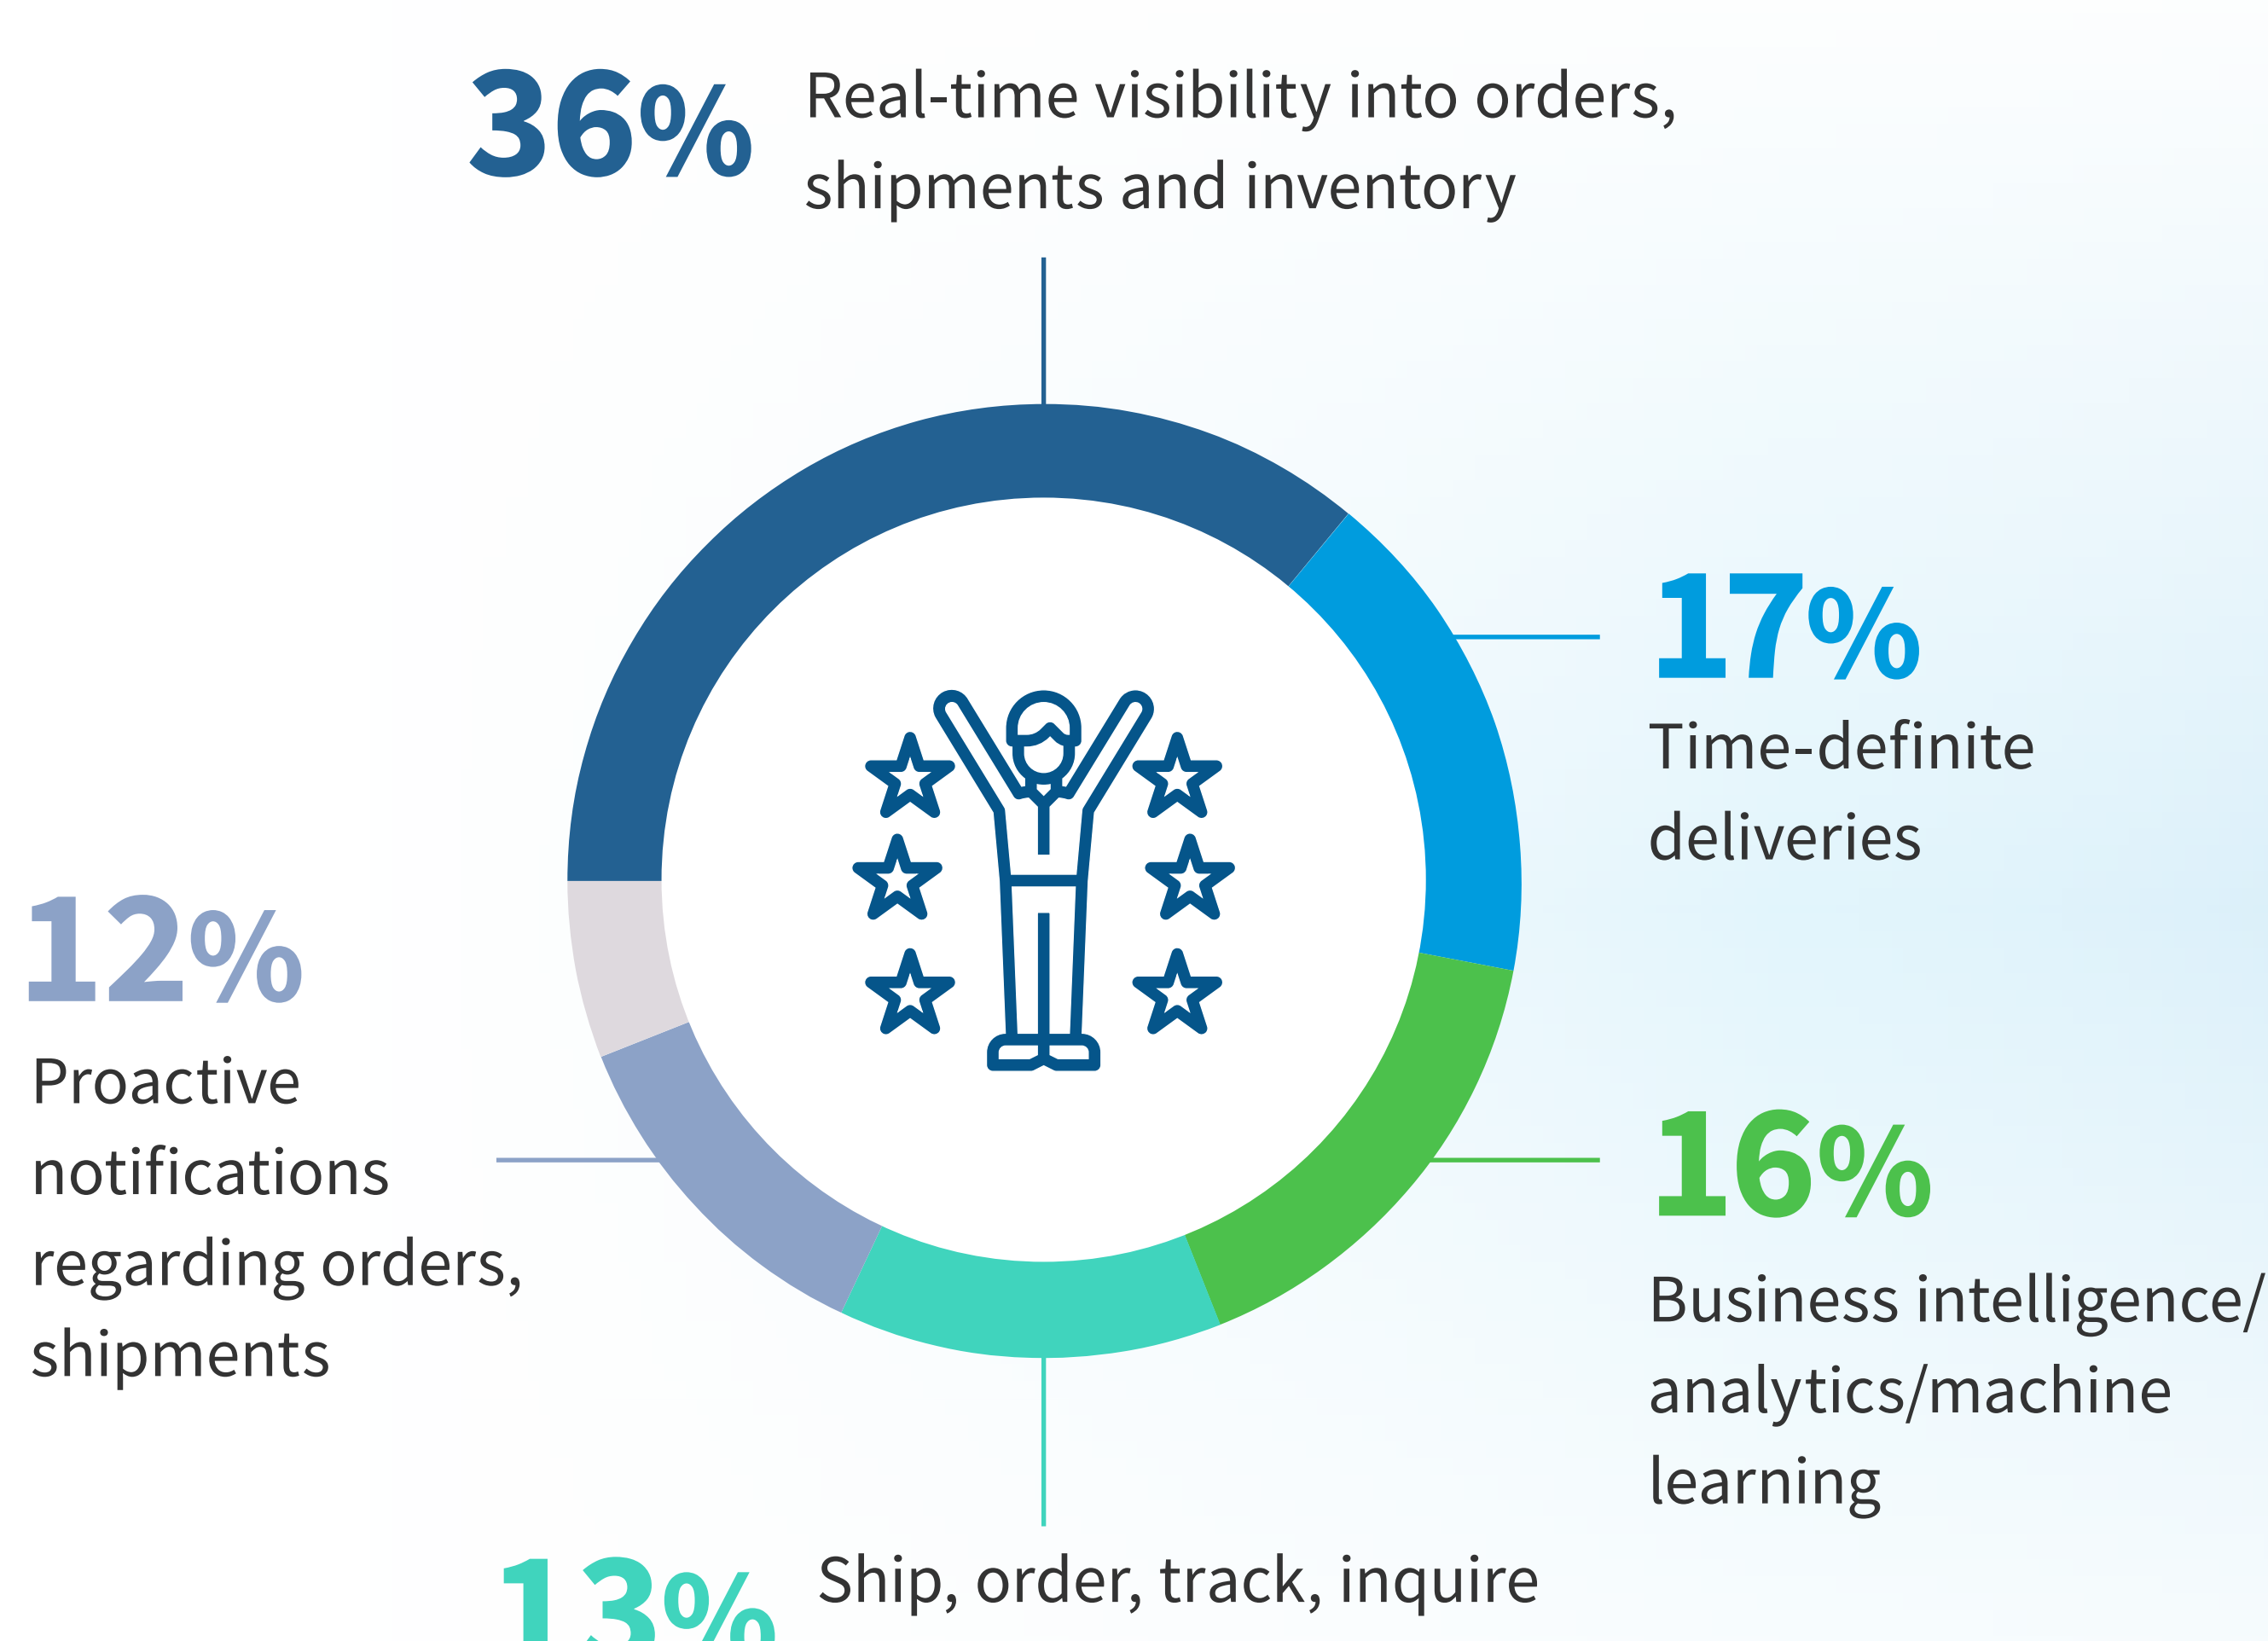 36%
Real-time visibility into orders,
shipments and inventory
17%
Time-definite
deliveries
12%
Proactive
notifications
regarding orders,
shipments
16%
Business intelligence/
analytics/machine
learning
13%
Ship, order, track, inquire